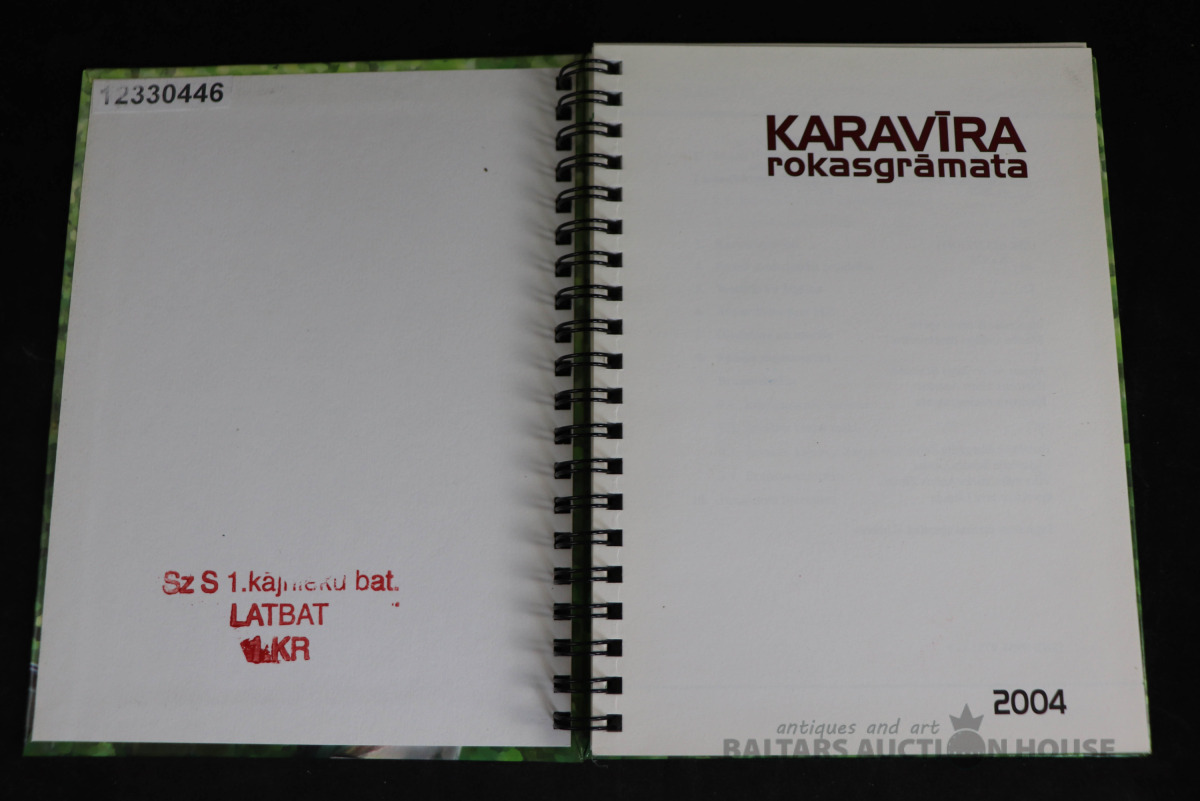 12330446
Sz S 1.kājnieku bat.
LATBAT
KR
KARAVĪRA
rokasgrāmata
2004
antiques and art
BALTARS AUCTION HOUSE